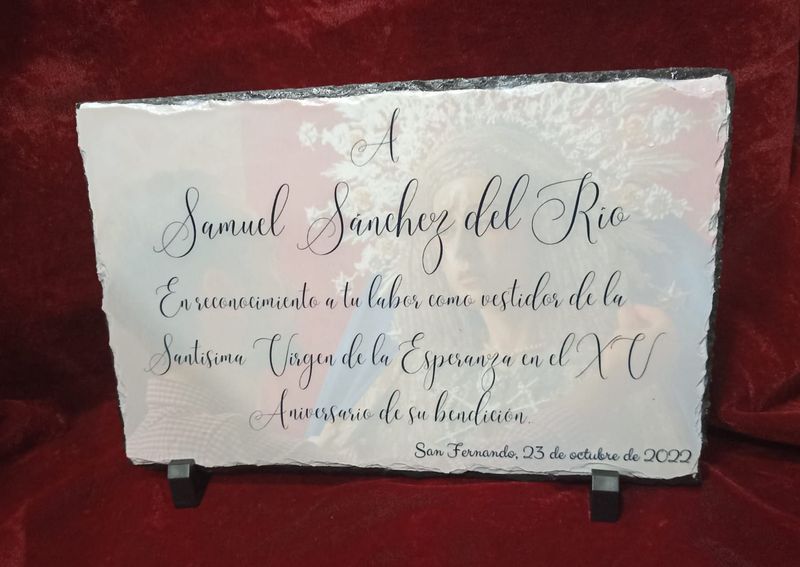 A
Samuel Sánchez del Río
En reconocimiento a tu labor como vestidor de la
Santísima Virgen de la Esperanza en el XV
Aniversario de su bendición.
San Fernando, 23 de octubre de 2022